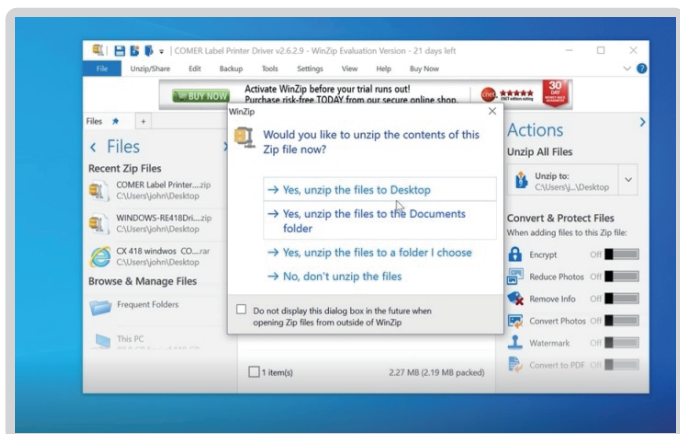 COMER Label Printer Driver v2.6.2.9 - WinZip Evaluation Version - 21 days left
File Unzip/Share Edit Backup Tools Settings View Help Buy Now
BUY NOW
Activate WinZip before your trial runs out!
Purchase risk-free TODAY from our secure online shop.
cnet
30
DAY
Files
Files
Recent Zip Files
COMER Label Printer...zip
C:\Users\john\Desktop
WINDOWS-RE418Dri...zip
C:\Users\john\Desktop
CX 418 windwos CO....rar
C:\Users\john\Desktop
Browse & Manage Files
Frequent Folders
This PC
WinZip
Would you like to unzip the contents of this
Zip file now?
Yes, unzip the files to Desktop
Yes, unzip the files to the Documents
folder
Yes, unzip the files to a folder I choose
No, don't unzip the files
Do not display this dialog box in the future when
opening Zip files from outside of WinZip
1 item(s) 2.27 MB (2.19 MB packed)
Actions
Unzip All Files
Unzip to:
C:\Users\j...\Desktop
Convert & Protect Files
When adding files to this Zip file:
Encrypt Off
Reduce Photos Off
Remove Info Off
Convert Photos Off
Watermark Off
Convert to PDF Off